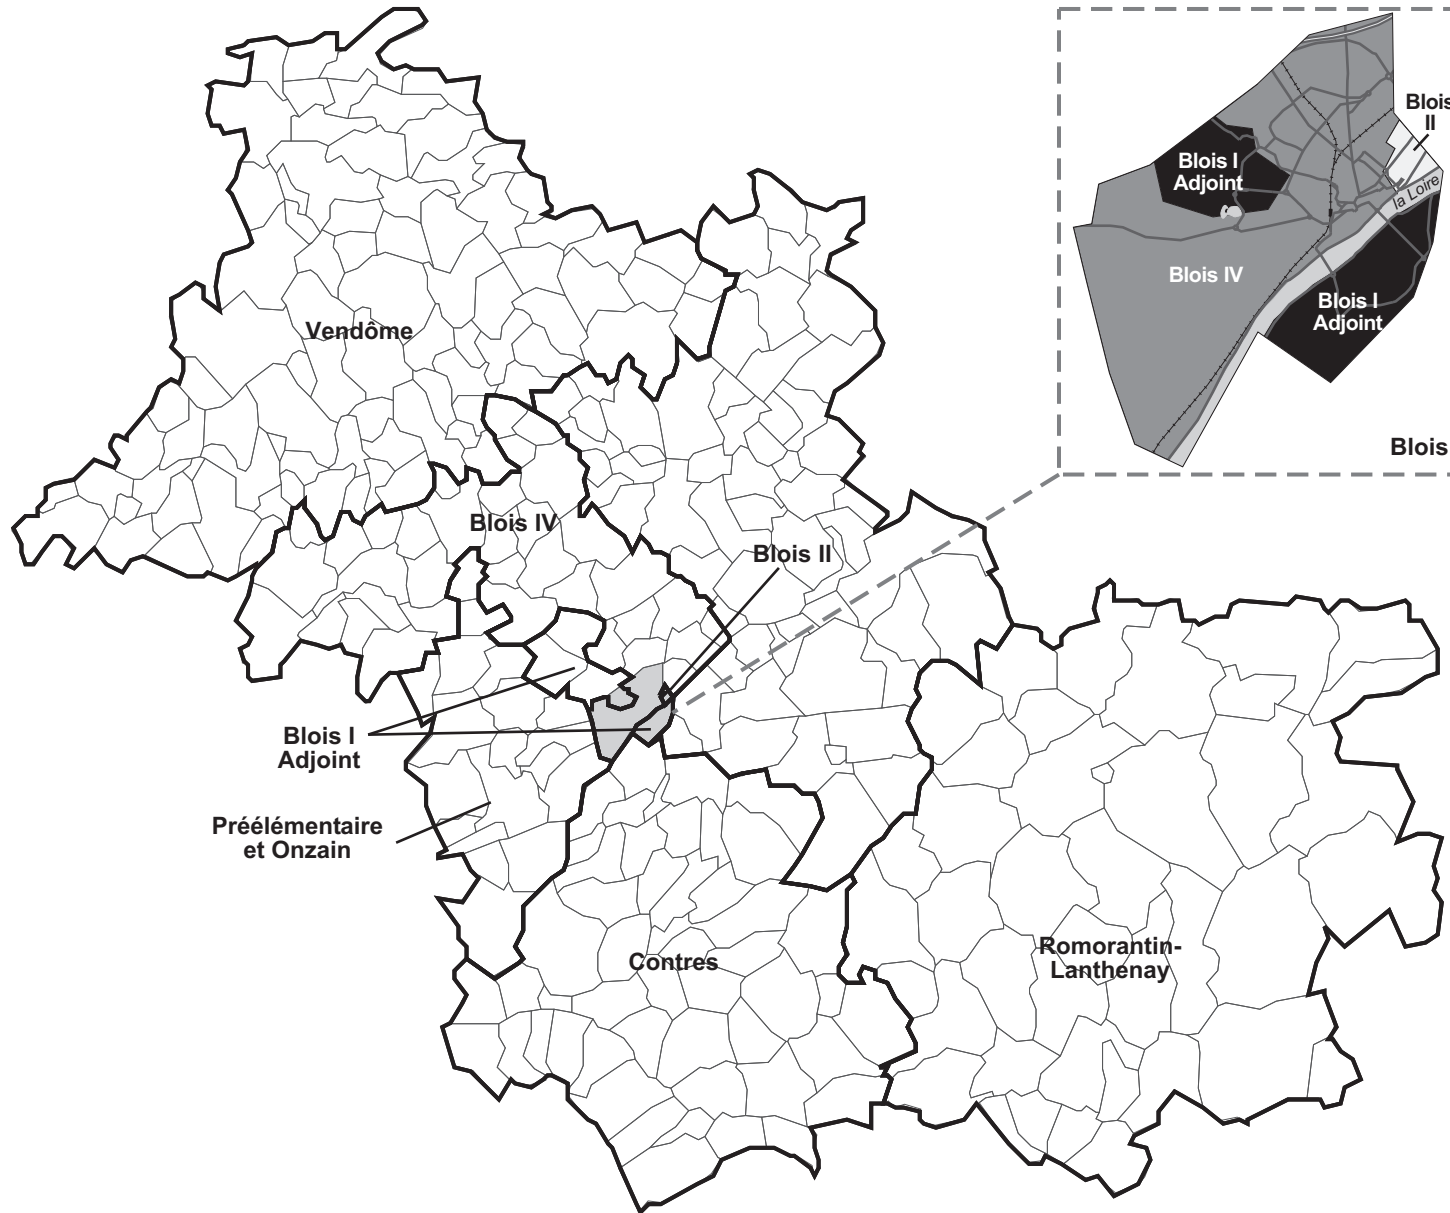 Blois
II
Blois I
Adjoint
la Loire
Blois IV
Blois I
Adjoint
Blois
Vendôme
Blois IV
Blois II
Blois I
Adjoint
Préélémentaire
et Onzain
Contres
Romorantin-
Lanthenay